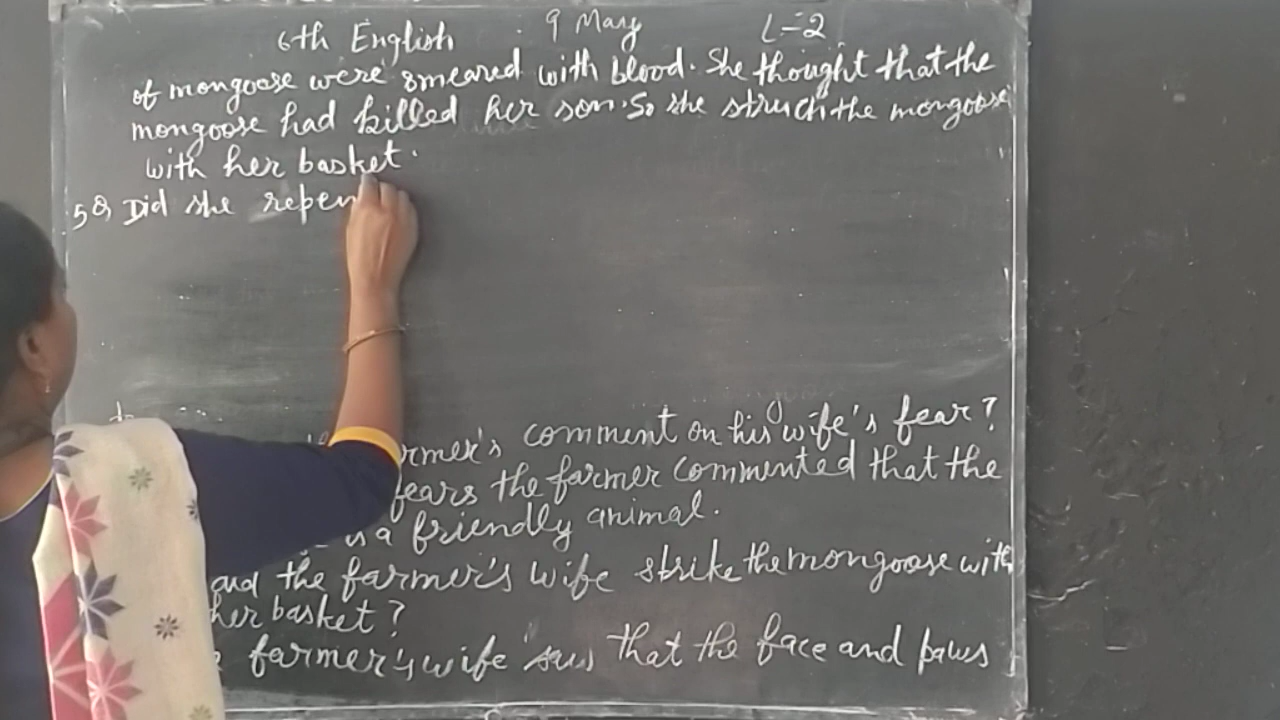 6th English 9 May L-2
of mongoose were smeared with blood. She thought that the
mongoose had killed her son. So she struck the mongoose
with her basket.
5Q Did she repen
rmer's comment on his wife's fear?
fears the farmer commented that the
is a friendly animal.
the farmer's wife strike the mongoose with
her basket?
farmer's wife saw that the face and paws